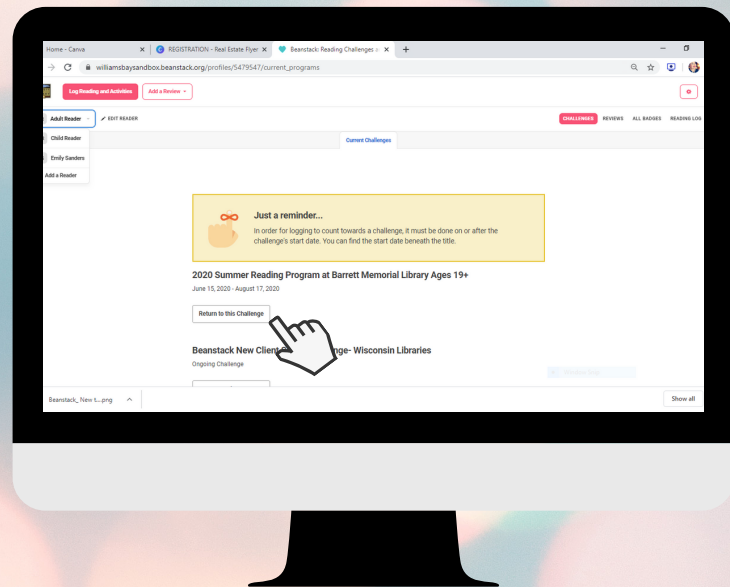 Home - Canva
REGISTRATION - Real Estate Flyer
Beanstack: Reading Challenges a
williamsbaysandbox.beanstack.org/profiles/5479547/current_programs
Log Reading and Activities
Add a Review
Adult Reader
EDIT READER
CHALLENGES REVIEWS ALL BADGES READING LOG
Child Reader
Emily Sanders
Add a Reader
Current Challenges
Just a reminder...
In order for logging to count towards a challenge, it must be done on or after the
challenge's start date. You can find the start date beneath the title.
2020 Summer Reading Program at Barrett Memorial Library Ages 19+
June 15, 2020 - August 17, 2020
Return to this Challenge
Beanstack New Client nge- Wisconsin Libraries
Ongoing Challenge
Beanstack_ New t....png
Show all